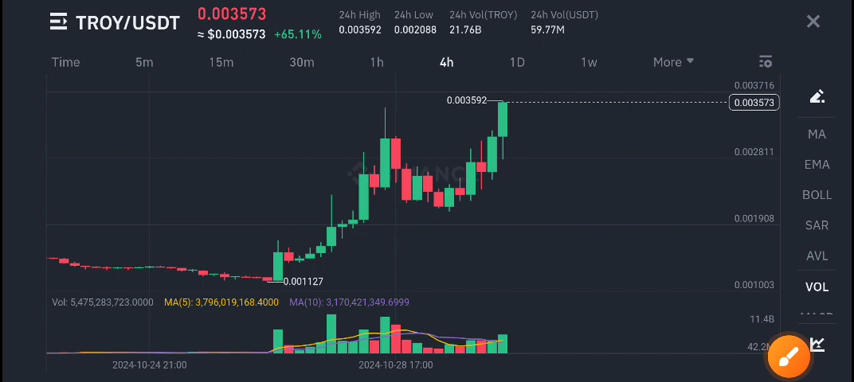 TROY/USDT
0.003573
≈ $0.003573 +65.11%
24h High 24h Low 24h Vol(TROY) 24h Vol(USDT)
0.003592 0.002088 21.76B 59.77M
Time 5m 15m 30m 1h 4h 1D 1w More
0.003716
0.003592
0.003573
0.002811
0.001908
0.001127
0.001003
MA
EMA
BOLL
SAR
AVL
VOL
Vol: 5,475,283,723.0000 MA(5): 3,796,019,168.4000 MA(10): 3,170,421,349.6999
11.4B
42.2M
2024-10-24 21:00 2024-10-28 17:00